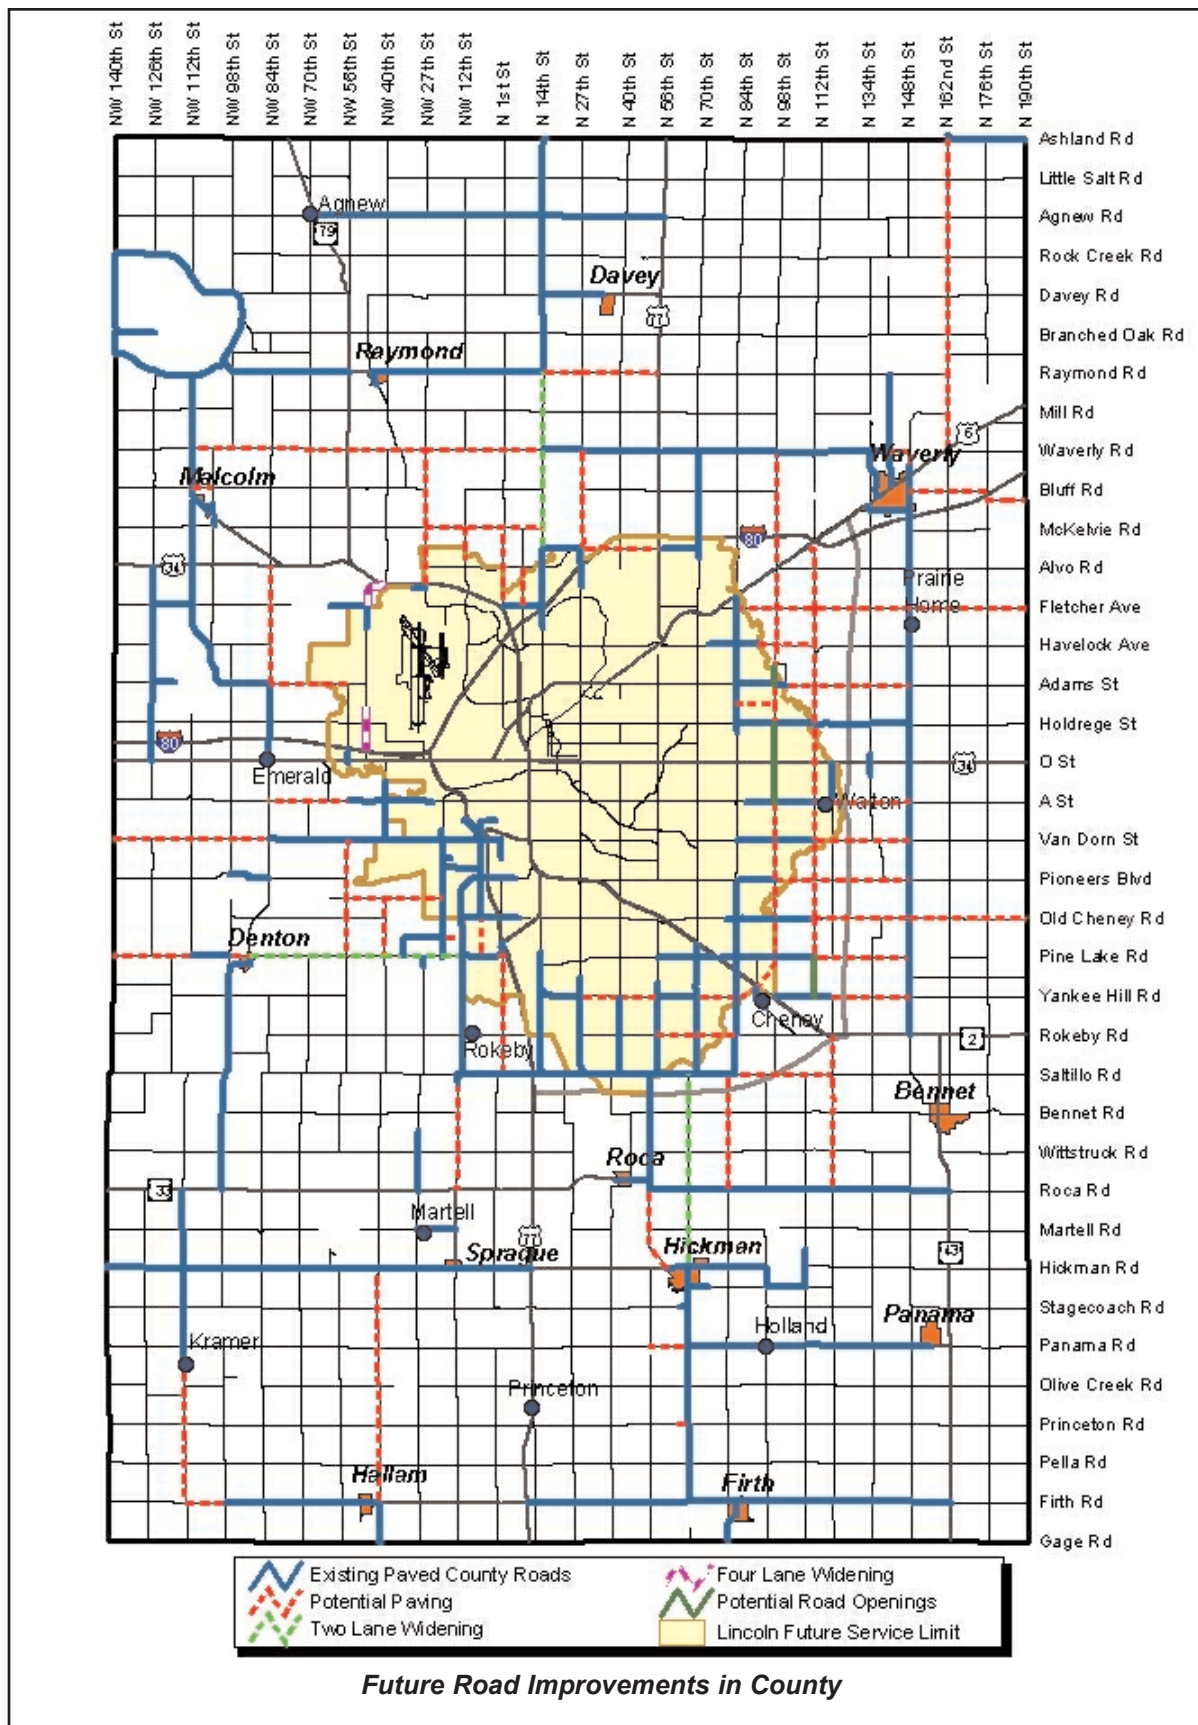 NW 140th St
NW 126th St
NW 112th St
NW 98th St
NW 84th St
NW 70th St
NW 56th St
NW 40th St
NW 27th St
NW 12th St
N 1st St
N 14th St
N 27th St
N 40th St
N 56th St
N 70th St
N 84th St
N 98th St
N 112th St
N 134th St
N 148th St
N 162nd St
N 176th St
N 190th St
Ashland Rd
Little Salt Rd
Agnew Rd
Rock Creek Rd
Davey Rd
Branched Oak Rd
Raymond Rd
Mill Rd
Waverly Rd
Bluff Rd
McKelvie Rd
Alvo Rd
Fletcher Ave
Havelock Ave
Adams St
Holdrege St
O St
A St
Van Dorn St
Pioneers Blvd
Old Cheney Rd
Pine Lake Rd
Yankee Hill Rd
Rokeby Rd
Saltillo Rd
Bennet Rd
Wittstruck Rd
Roca Rd
Martell Rd
Hickman Rd
Stagecoach Rd
Panama Rd
Olive Creek Rd
Princeton Rd
Pella Rd
Firth Rd
Gage Rd
Agnew
79
Davey
77
Raymond
6
Waverly
Malcolm
80
34
Prairie
Home
80
Emerald
34
Walton
Denton
Cheney
Rokeby
2
Bennet
Roca
33
Martell
77
Sprague
Hickman
43
Panama
Holland
Kramer
Princeton
Hallam
Firth
Existing Paved County Roads
Potential Paving
Two Lane Widening
Four Lane Widening
Potential Road Openings
Lincoln Future Service Limit
Future Road Improvements in County